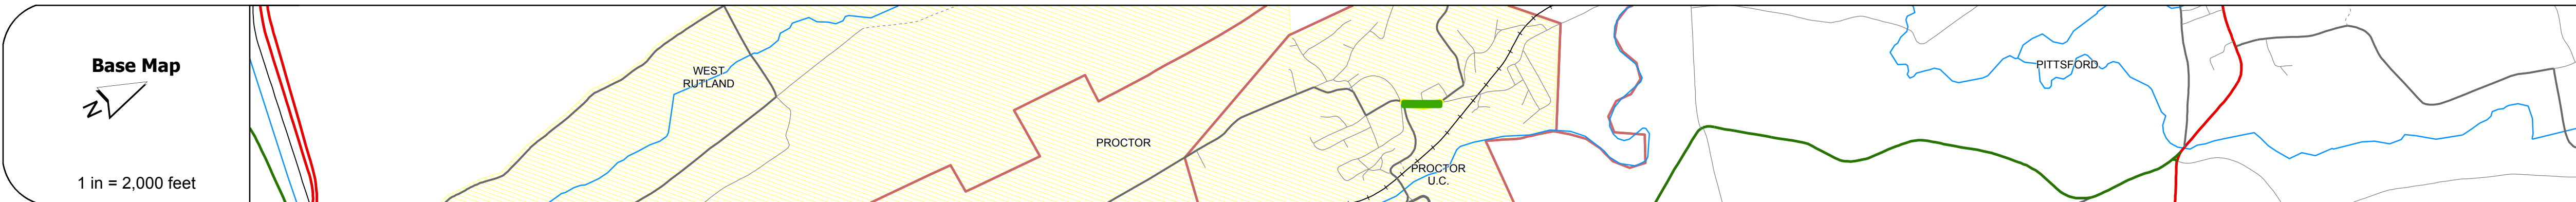 Base Map
N
1 in = 2,000 feet
WEST
RUTLAND
PROCTOR
PROCTOR
U.C.
PITTSFORD